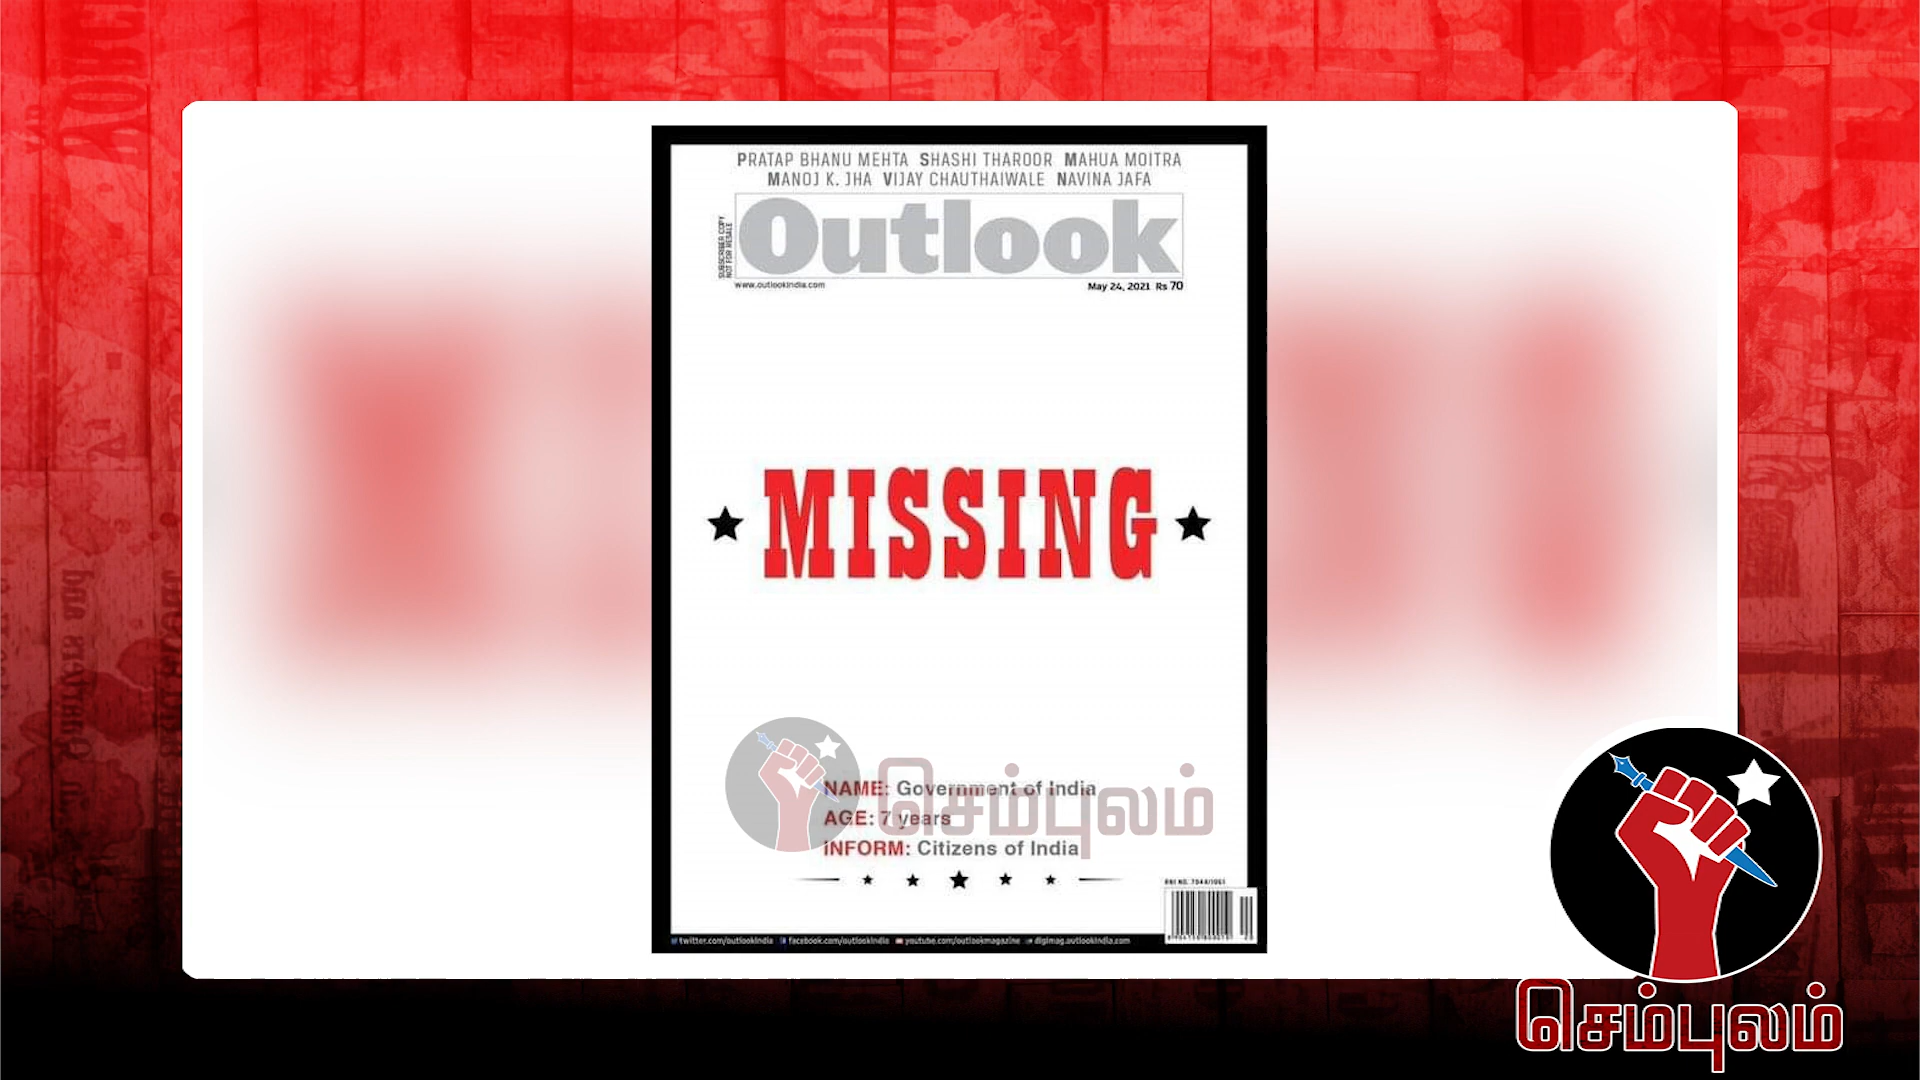 PRATAP BHANU MEHTA SHASHI THAROOR MAHUA MOITRA
MANOJ K. JHA VIJAY CHAUTHAIWALE NAVINA JAFA
SUBSCRIBER COPY
NOT FOR RESALE
Outlook
www.outlookindia.com
May 24, 2021 Rs 70
MISSING
NAME: Government of India
AGE: 7 years
INFORM: Citizens of India
செம்புலம்
twitter.com/outlookindia facebook.com/outlookindia youtube.com/outlookmagazine digimag.outlookindia.com
செம்புலம்